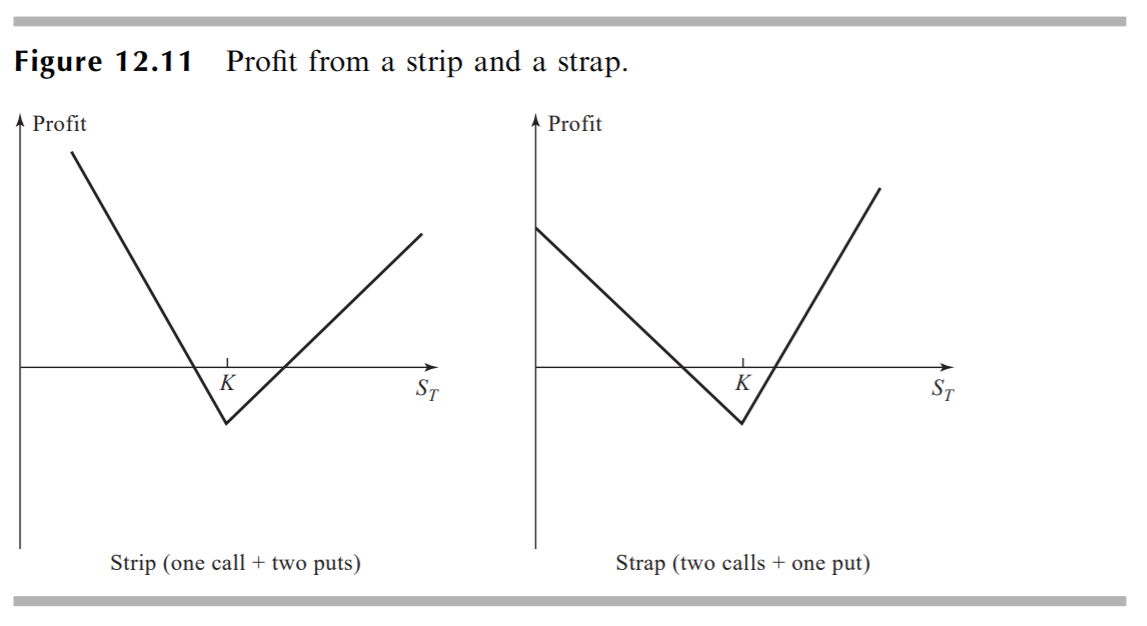 Figure 12.11 Profit from a strip and a strap.
Profit
K
S_T
Strip (one call + two puts)
Profit
K
S_T
Strap (two calls + one put)